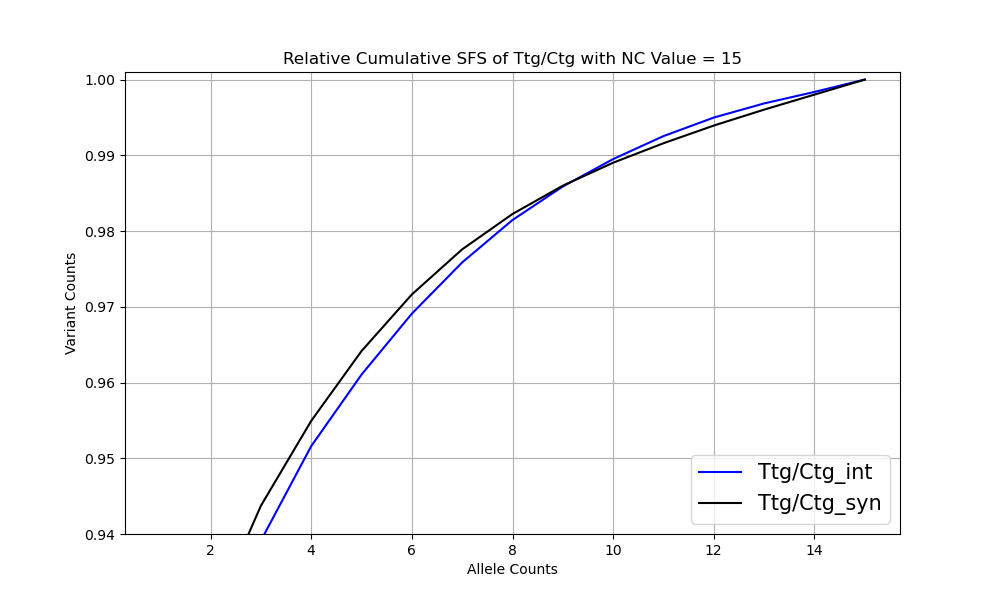 Relative Cumulative SFS of Ttg/Ctg with NC Value = 15
1.00
0.99
0.98
0.97
0.96
0.95
0.94
Variant Counts
2 4 6 8 10 12 14
Allele Counts
Ttg/Ctg_int
Ttg/Ctg_syn